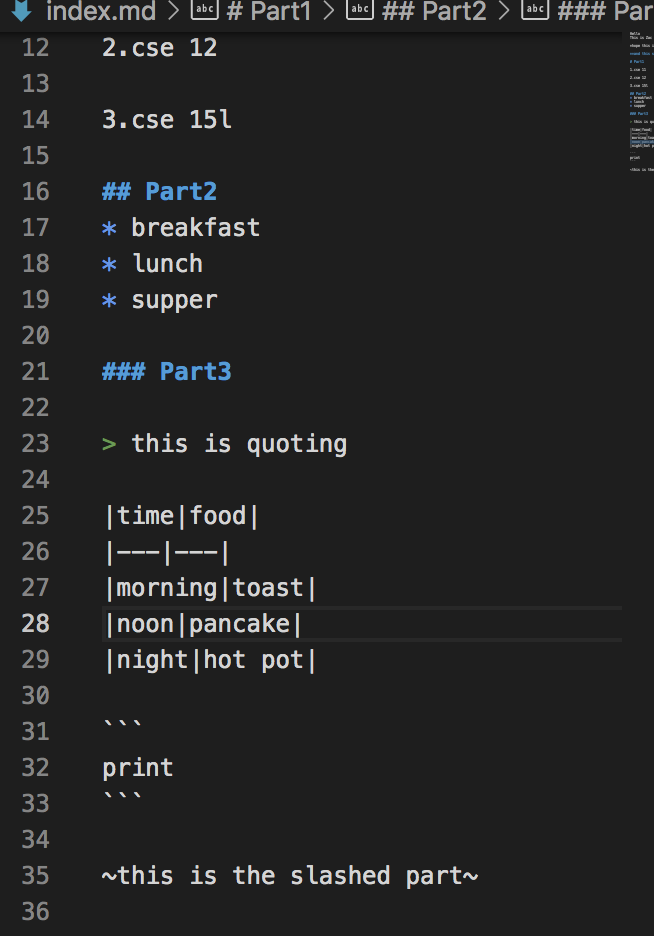 index.md > abc # Part1 > abc ## Part2 > abc ### Par
12 2.cse 12
13
14 3.cse 15l
15
16 ## Part2
17 * breakfast
18 * lunch
19 * supper
20
21 ### Part3
22
23 > this is quoting
24
25 |time|food|
26 |---|---|
27 |morning|toast|
28 |noon|pancake|
29 |night|hot pot|
30
31 ```
32 print
33 ```
34
35 ~this is the slashed part~
36